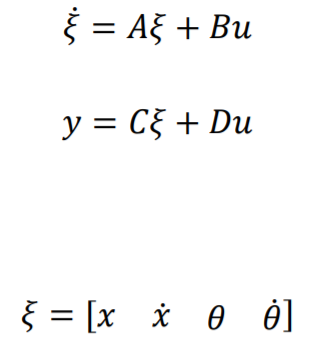 ξ̇ = Aξ + Bu
y = Cξ + Du
ξ = [x ẋ θ θ̇]